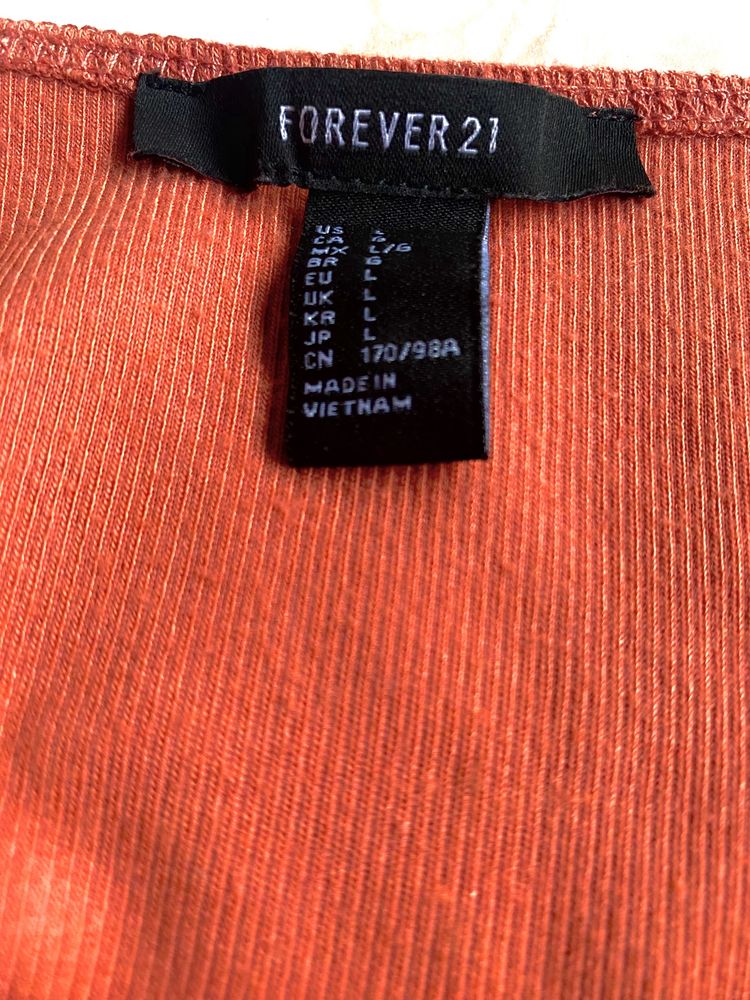 FOREVER 21
US L
CA
MX L/G
BR G
EU L
UK L
KR L
JP L
CN 170/98A
MADE IN
VIETNAM